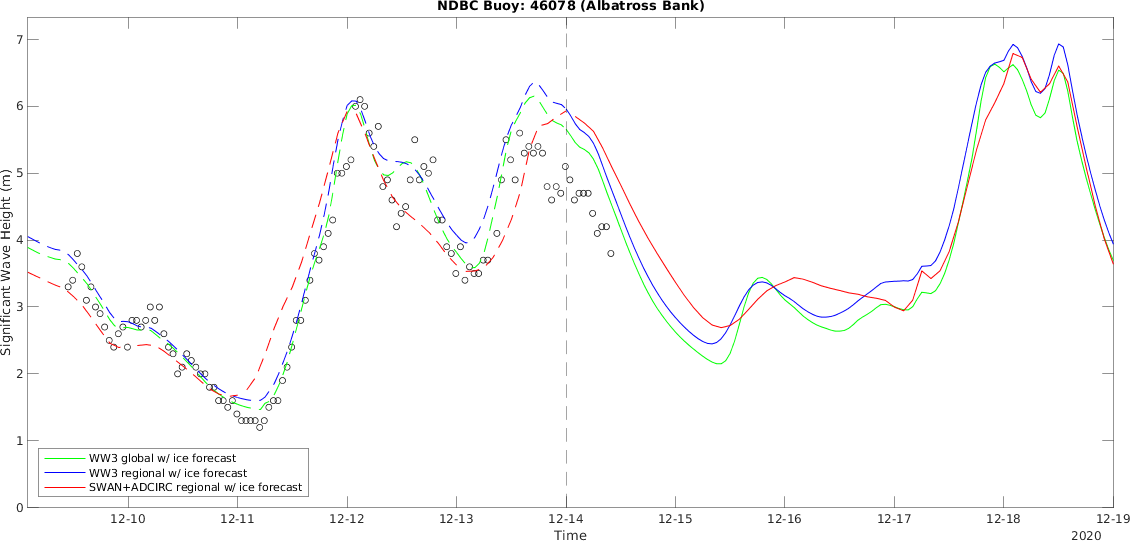 NDBC Buoy: 46078 (Albatross Bank)
7
6
5
4
3
2
1
0
Significant Wave Height (m)
WW3 global w/ ice forecast
WW3 regional w/ ice forecast
SWAN+ADCIRC regional w/ ice forecast
12-10 12-11 12-12 12-13 12-14 12-15 12-16 12-17 12-18 12-19
Time
2020